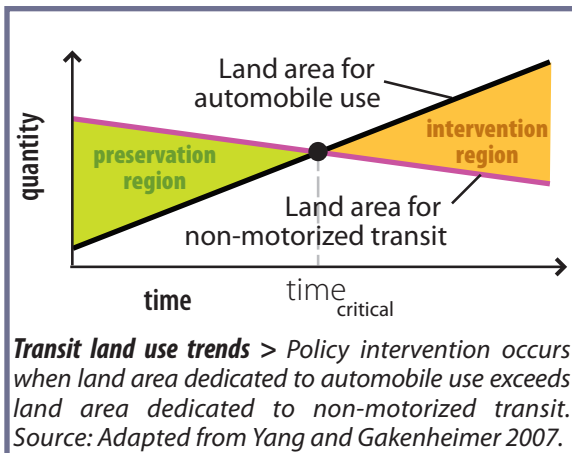 Land area for
automobile use
quantity
preservation
region
intervention
region
Land area for
non-motorized transit
time
time critical
Transit land use trends > Policy intervention occurs
when land area dedicated to automobile use exceeds
land area dedicated to non-motorized transit.
Source: Adapted from Yang and Gakenheimer 2007.